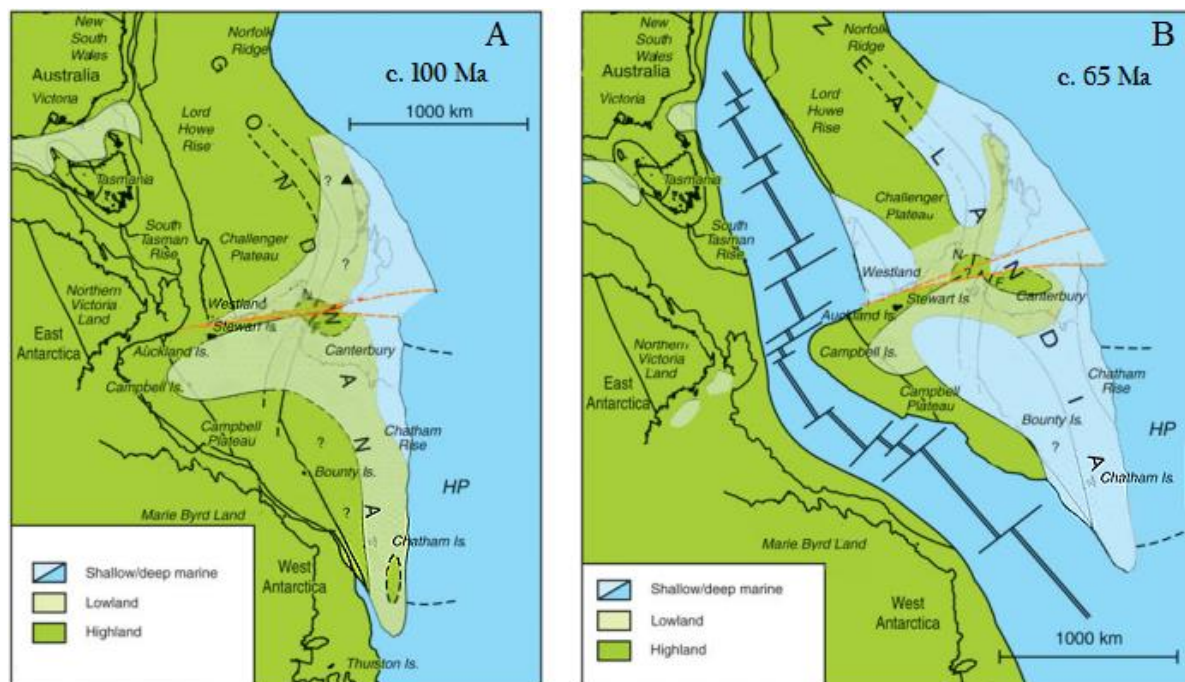 A
c. 100 Ma
1000 km
New
South
Wales
Australia
Victoria
Tasmania
Norfolk
Ridge
Lord
Howe
Rise
G O N D W A N A
?
South
Tasman
Rise
Challenger
Plateau
?
Northern
Victoria
Land
Westland
Stewart Is.
East
Antarctica
Auckland Is.
Canterbury
Campbell Is.
Campbell
Plateau
?
Chatham
Rise
Bounty Is.
HP
?
Marie Byrd Land
Chatham Is.
West
Antarctica
Thurston Is.
Shallow/deep marine
Lowland
Highland
B
c. 65 Ma
New
South
Wales
Australia
Victoria
Tasmania
Norfolk
Ridge
Lord
Howe
Rise
Z E A L A N D I A
Challenger
Plateau
South
Tasman
Rise
Westland
?
Stewart Is.
Canterbury
Auckland Is.
Northern
Victoria
Land
Campbell Is.
East
Antarctica
Campbell
Plateau
Chatham
Rise
Bounty Is.
?
HP
Chatham Is.
Marie Byrd Land
West
Antarctica
1000 km
Shallow/deep marine
Lowland
Highland